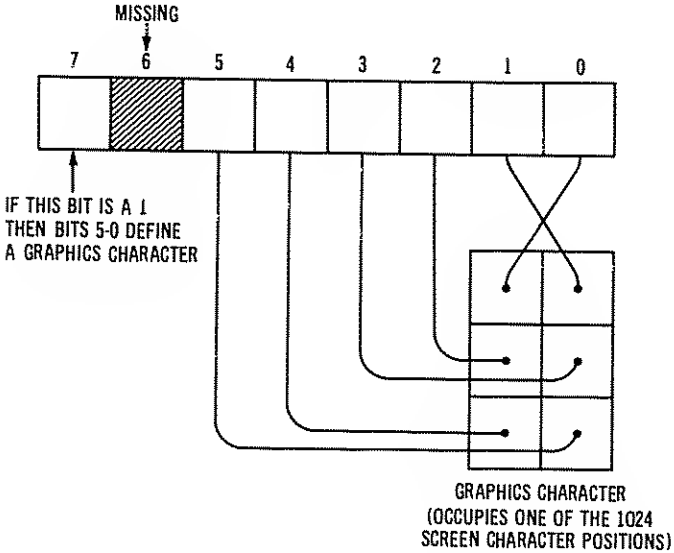 MISSING
7 6 5 4 3 2 1 0
IF THIS BIT IS A 1
THEN BITS 5-0 DEFINE
A GRAPHICS CHARACTER
GRAPHICS CHARACTER
(OCCUPIES ONE OF THE 1024
SCREEN CHARACTER POSITIONS)